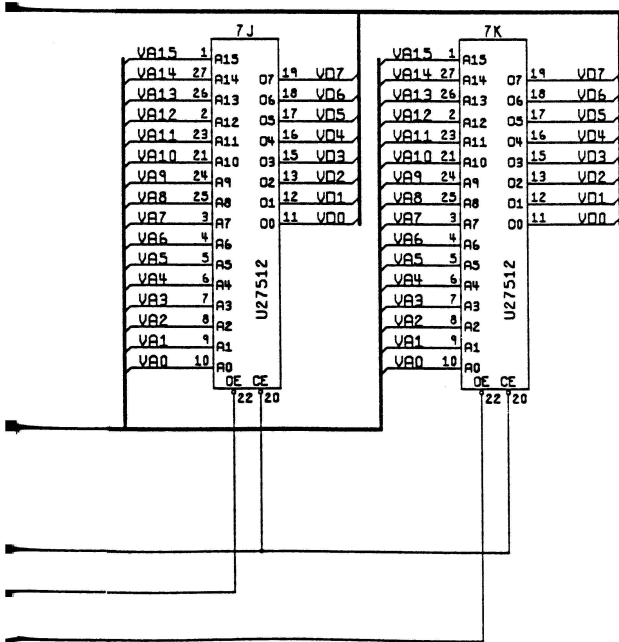 7J 7K
VA15 1 A15 VA15 1 A15
VA14 27 A14 O7 19 VD7 VA14 27 A14 O7 19 VD7
VA13 26 A13 O6 18 VD6 VA13 26 A13 O6 18 VD6
VA12 2 A12 O5 17 VD5 VA12 2 A12 O5 17 VD5
VA11 23 A11 O4 16 VD4 VA11 23 A11 O4 16 VD4
VA10 21 A10 O3 15 VD3 VA10 21 A10 O3 15 VD3
VA9 24 A9 O2 13 VD2 VA9 24 A9 O2 13 VD2
VA8 25 A8 O1 12 VD1 VA8 25 A8 O1 12 VD1
VA7 3 A7 O0 11 VD0 VA7 3 A7 O0 11 VD0
VA6 4 A6 VA6 4 A6
VA5 5 A5 VA5 5 A5
VA4 6 A4 VA4 6 A4
VA3 7 A3 VA3 7 A3
VA2 8 A2 VA2 8 A2
VA1 9 A1 VA1 9 A1
VA0 10 A0 VA0 10 A0
U27512 U27512
OE CE OE CE
22 20 22 20